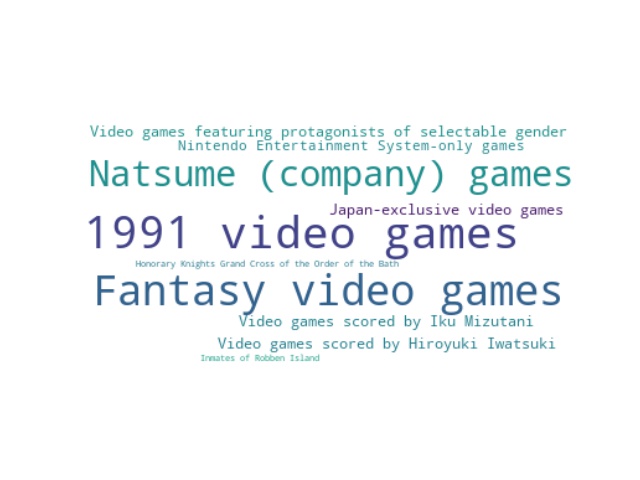 Video games featuring protagonists of selectable gender
Nintendo Entertainment System-only games
Natsume (company) games
Japan-exclusive video games
1991 video games
Honorary Knights Grand Cross of the Order of the Bath
Fantasy video games
Video games scored by Iku Mizutani
Video games scored by Hiroyuki Iwatsuki
Inmates of Robben Island